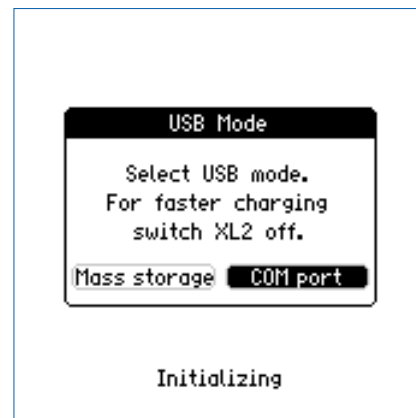 USB Mode
Select USB mode.
For faster charging
switch XL2 off.
Mass storage COM port
Initializing